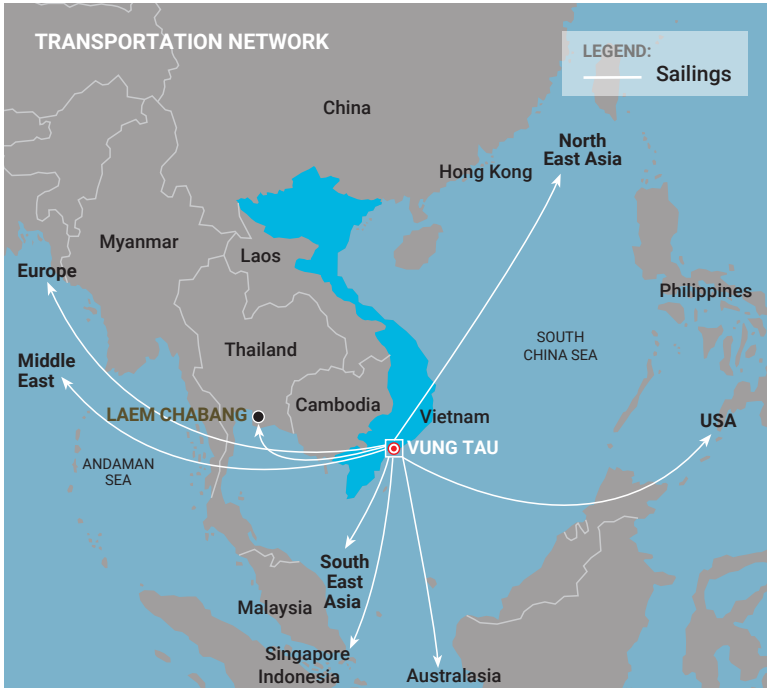 TRANSPORTATION NETWORK
LEGEND:
Sailings
China
North
East Asia
Hong Kong
Myanmar
Laos
Europe
Philippines
Thailand
SOUTH
CHINA SEA
Middle
East
Cambodia
LAEM CHABANG
Vietnam
USA
VUNG TAU
ANDAMAN
SEA
South
East
Asia
Malaysia
Singapore
Indonesia
Australasia